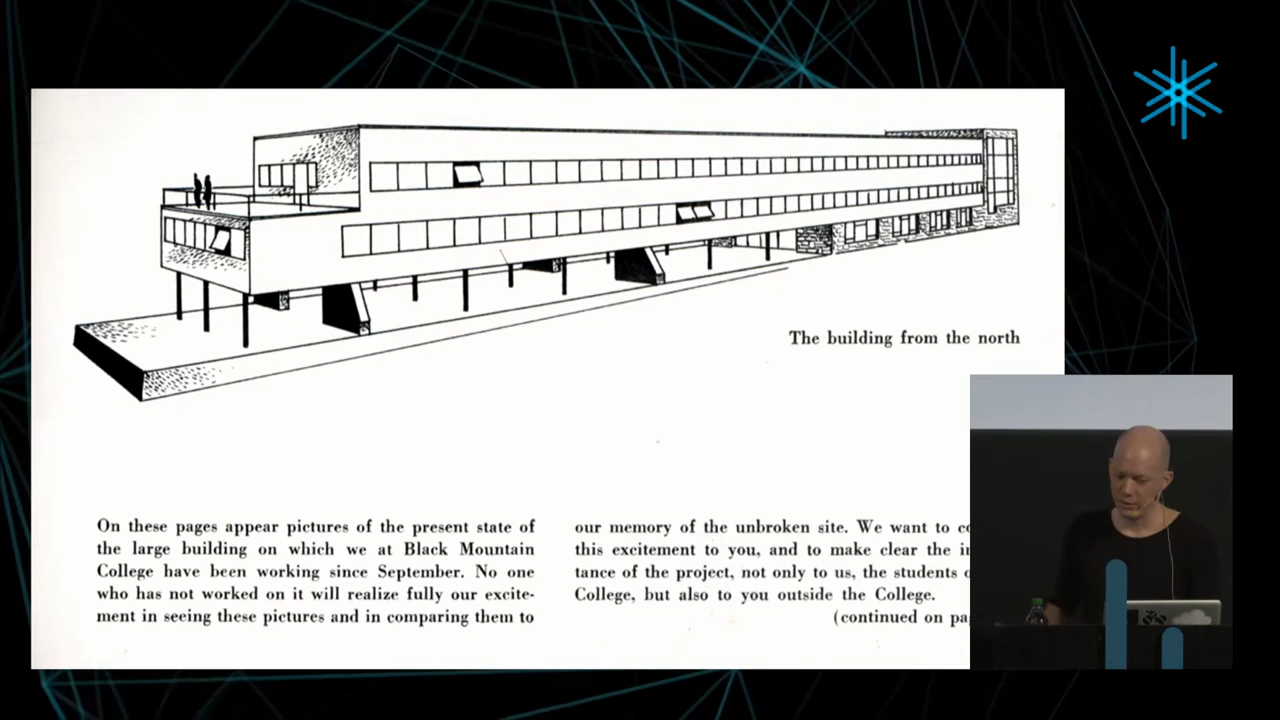 The building from the north
On these pages appear pictures of the present state of
the large building on which we at Black Mountain
College have been working since September. No one
who has not worked on it will realize fully our excite-
ment in seeing these pictures and in comparing them to
our memory of the unbroken site. We want to
this excitement to you, and to make clear the
tance of the project, not only to us, the students
College, but also to you outside the College.
(continued on